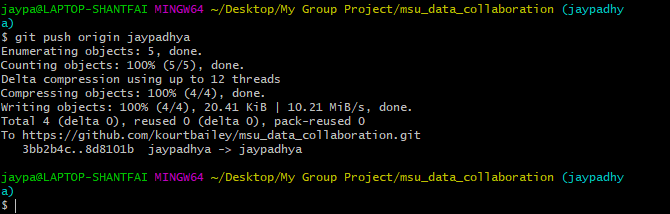 jaypa@LAPTOP-SHANTFAI MINGW64 ~/Desktop/My Group Project/msu_data_collaboration (jaypadhy
a)
$ git push origin jaypadhya
Enumerating objects: 5, done.
Counting objects: 100% (5/5), done.
Delta compression using up to 12 threads
Compressing objects: 100% (4/4), done.
Writing objects: 100% (4/4), 20.41 KiB | 10.21 MiB/s, done.
Total 4 (delta 0), reused 0 (delta 0), pack-reused 0
To https://github.com/kourtbailey/msu_data_collaboration.git
   3bb2b4c..8d8101b  jaypadhya -> jaypadhya
jaypa@LAPTOP-SHANTFAI MINGW64 ~/Desktop/My Group Project/msu_data_collaboration (jaypadhy
a)
$